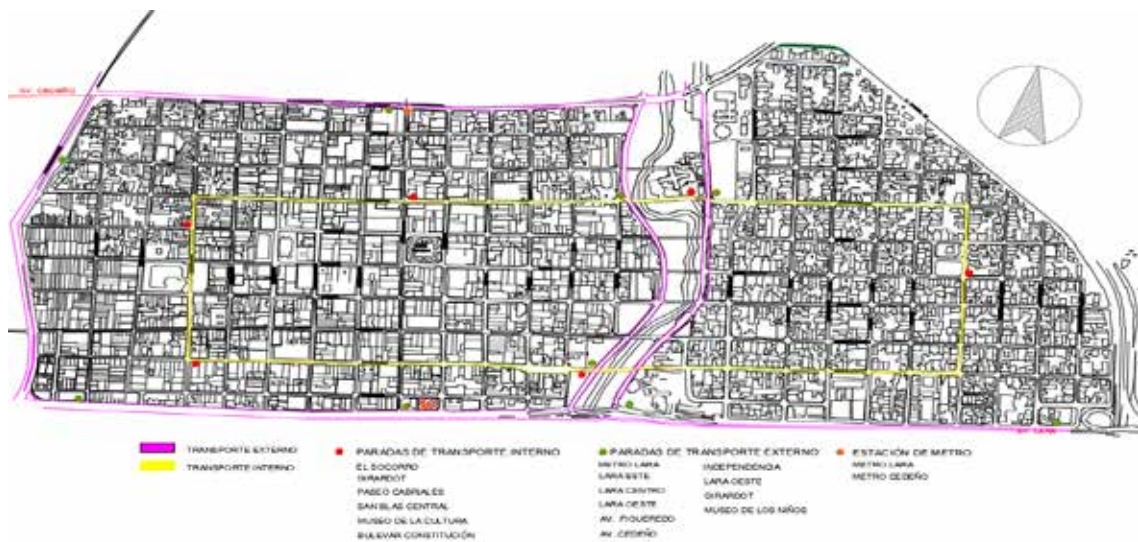 AV. CEDEÑO
AV. LARA
TRANSPORTE EXTERNO
TRANSPORTE INTERNO
PARADAS DE TRANSPORTE INTERNO
EL SOCORRO
GIRARDOT
PASEO CABRIALES
SAN BLAS CENTRAL
MUSEO DE LA CULTURA
BULEVAR CONSTITUCIÓN
PARADAS DE TRANSPORTE EXTERNO
METRO LARA
LARA ESTE
LARA CENTRO
LARA OESTE
AV. FIGUEREDO
AV. CEDEÑO
INDEPENDENCIA
LARA OESTE
GIRARDOT
MUSEO DE LOS NIÑOS
ESTACIÓN DE METRO
METRO LARA
METRO CEDEÑO